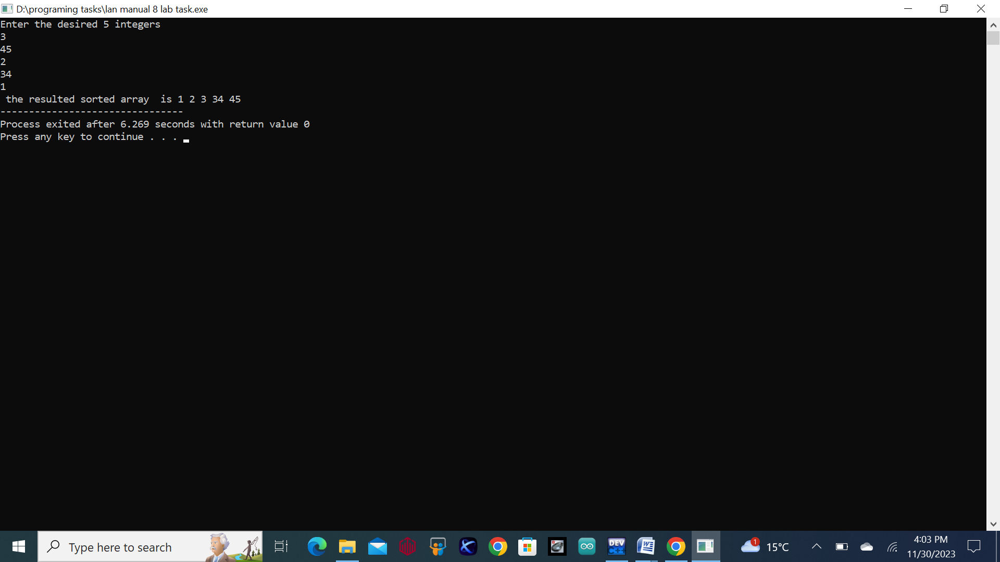 D:\programing tasks\lan manual 8 lab task.exe
Enter the desired 5 integers
3
45
2
34
1
 the resulted sorted array  is 1 2 3 34 45
--------------------------------
Process exited after 6.269 seconds with return value 0
Press any key to continue . . .
Type here to search
DEV
C++
W
1
15°C
4:03 PM
11/30/2023